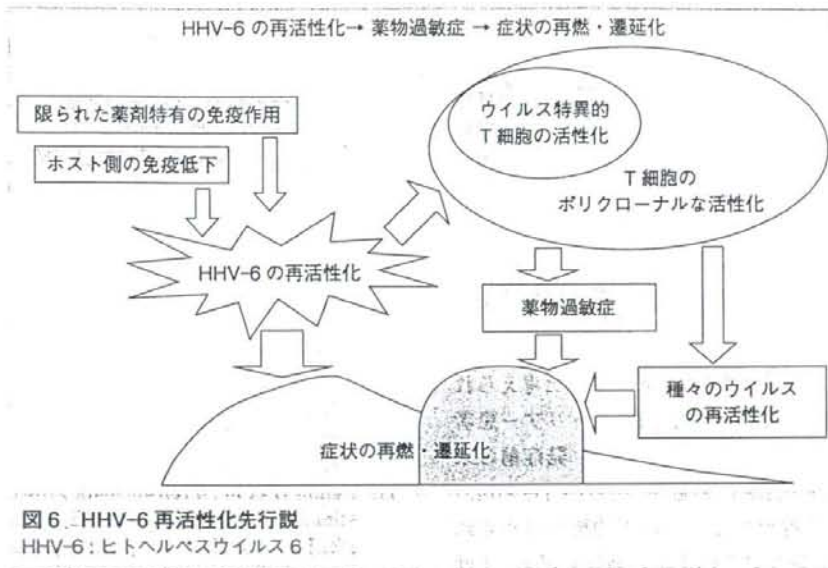 HHV-6 の再活性化→ 薬物過敏症 → 症状の再燃・遷延化
限られた薬剤特有の免疫作用
ホスト側の免疫低下
HHV-6 の再活性化
ウイルス特異的
T 細胞の活性化
T 細胞の
ポリクローナルな活性化
薬物過敏症
種々のウイルス
の再活性化
症状の再燃・遷延化
図 6 HHV-6 再活性化先行説
HHV-6：ヒトヘルペスウイルス 6